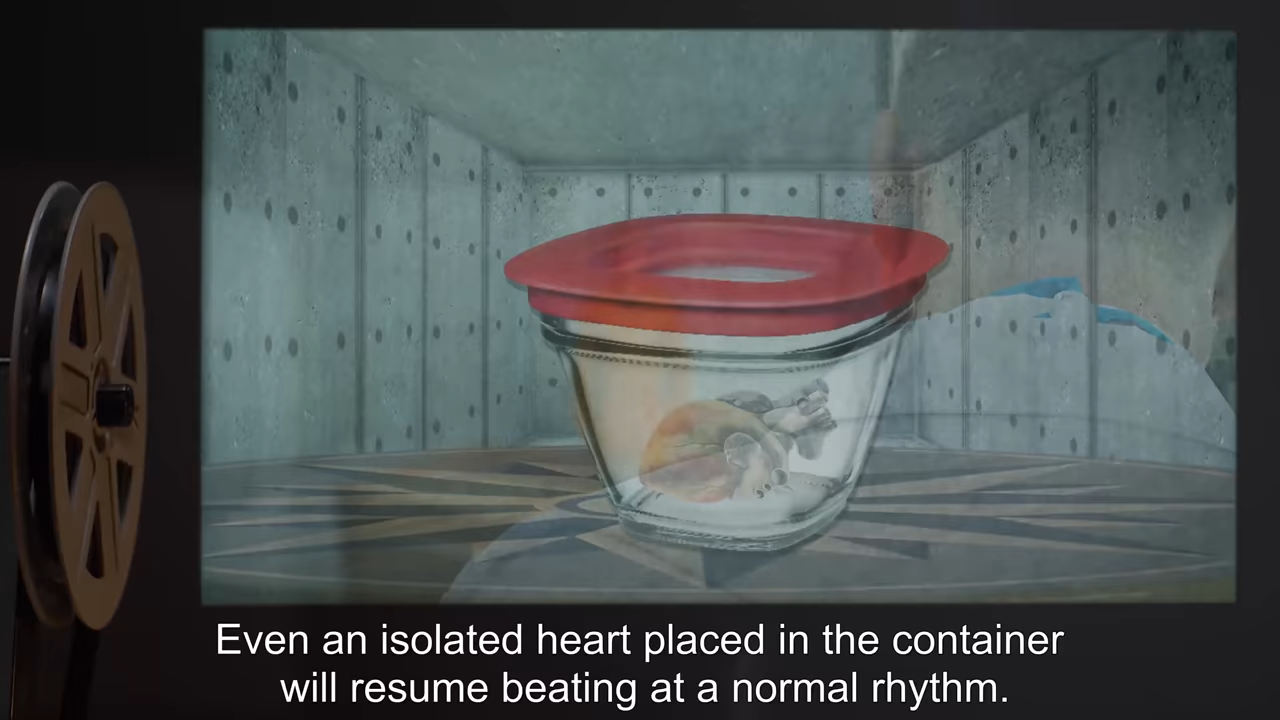 Even an isolated heart placed in the container
will resume beating at a normal rhythm.